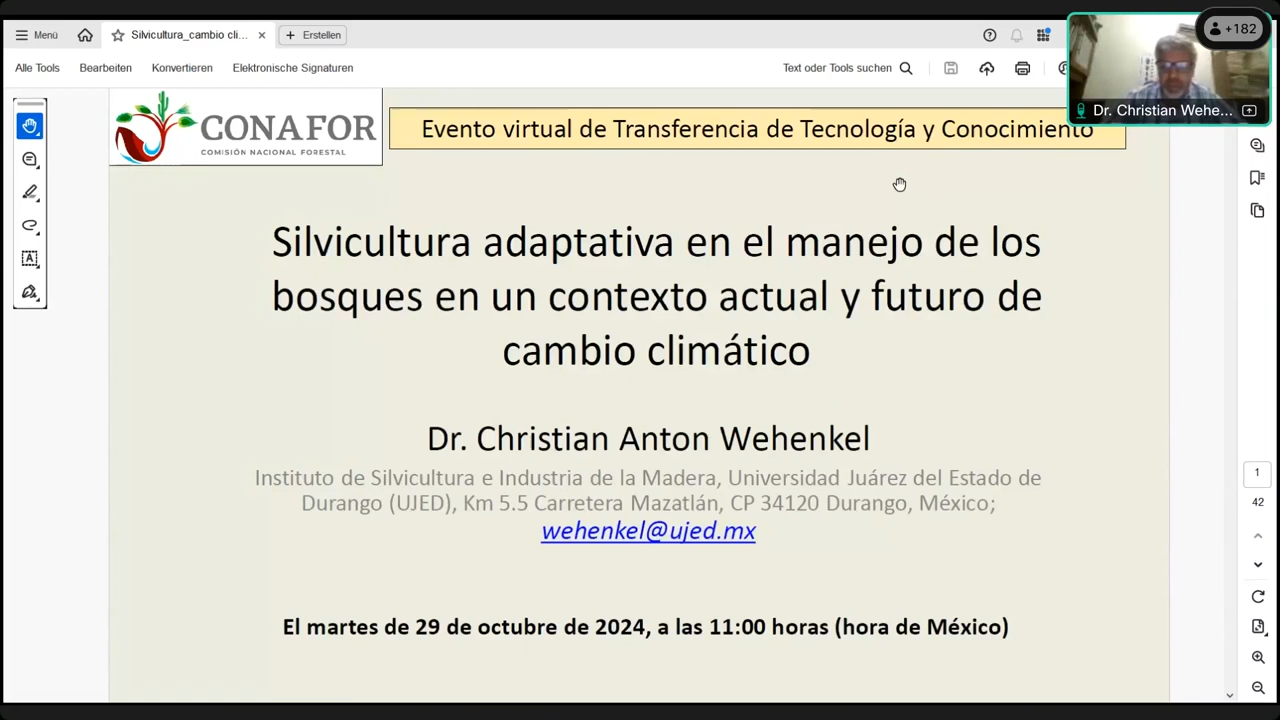 Menú
Silvicultura_cambio cli...
Erstellen
+182
Alle Tools
Bearbeiten
Konvertieren
Elektronische Signaturen
Text oder Tools suchen
Dr. Christian Wehe...
CONAFOR
COMISIÓN NACIONAL FORESTAL
Evento virtual de Transferencia de Tecnología y Conocimiento
Silvicultura adaptativa en el manejo de los
bosques en un contexto actual y futuro de
cambio climático
Dr. Christian Anton Wehenkel
Instituto de Silvicultura e Industria de la Madera, Universidad Juárez del Estado de
Durango (UJED), Km 5.5 Carretera Mazatlán, CP 34120 Durango, México;
wehenkel@ujed.mx
El martes de 29 de octubre de 2024, a las 11:00 horas (hora de México)
1
42